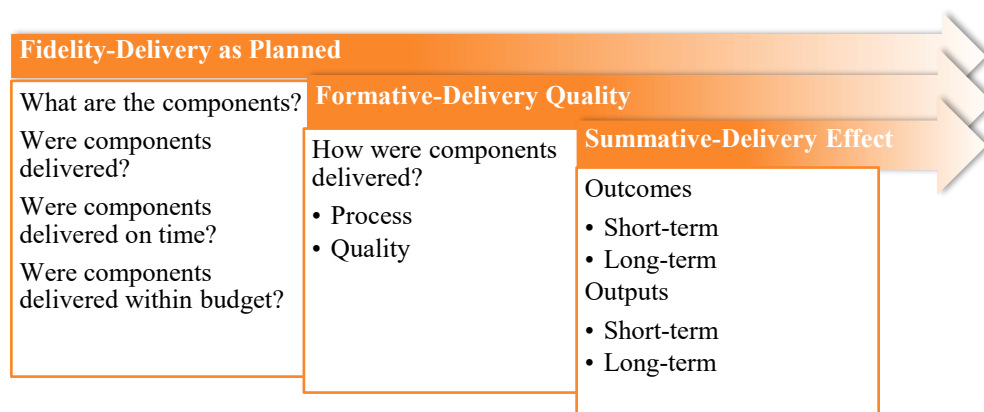 Fidelity-Delivery as Planned
What are the components?
Were components
delivered?
Were components
delivered on time?
Were components
delivered within budget?
Formative-Delivery Quality
How were components
delivered?
• Process
• Quality
Summative-Delivery Effect
Outcomes
• Short-term
• Long-term
Outputs
• Short-term
• Long-term